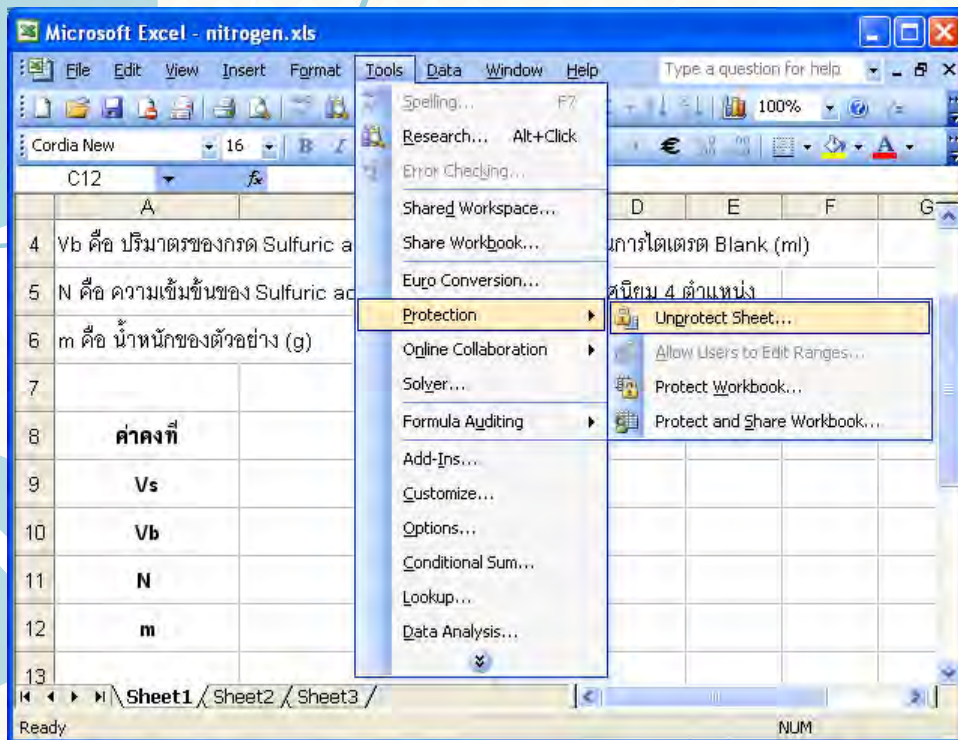 Microsoft Excel - nitrogen.xls
File Edit View Insert Format Tools Data Window Help Type a question for help
100%
Cordia New 16 B I € A
C12 fx
A D E F G
4 Vb คือ ปริมาตรของกรด Sulfuric a นการไตเตรต Blank (ml)
5 N คือ ความเข้มข้นของ Sulfuric ac ศนิยม 4 ตำแหน่ง
6 m คือ น้ำหนักของตัวอย่าง (g)
7
8 ค่าคงที่
9 Vs
10 Vb
11 N
12 m
13
Spelling... F7
Research... Alt+Click
Error Checking...
Shared Workspace...
Share Workbook...
Euro Conversion...
Protection
Online Collaboration
Solver...
Formula Auditing
Add-Ins...
Customize...
Options...
Conditional Sum...
Lookup...
Data Analysis...
Unprotect Sheet...
Allow Users to Edit Ranges...
Protect Workbook...
Protect and Share Workbook...
Sheet1 Sheet2 Sheet3
Ready NUM